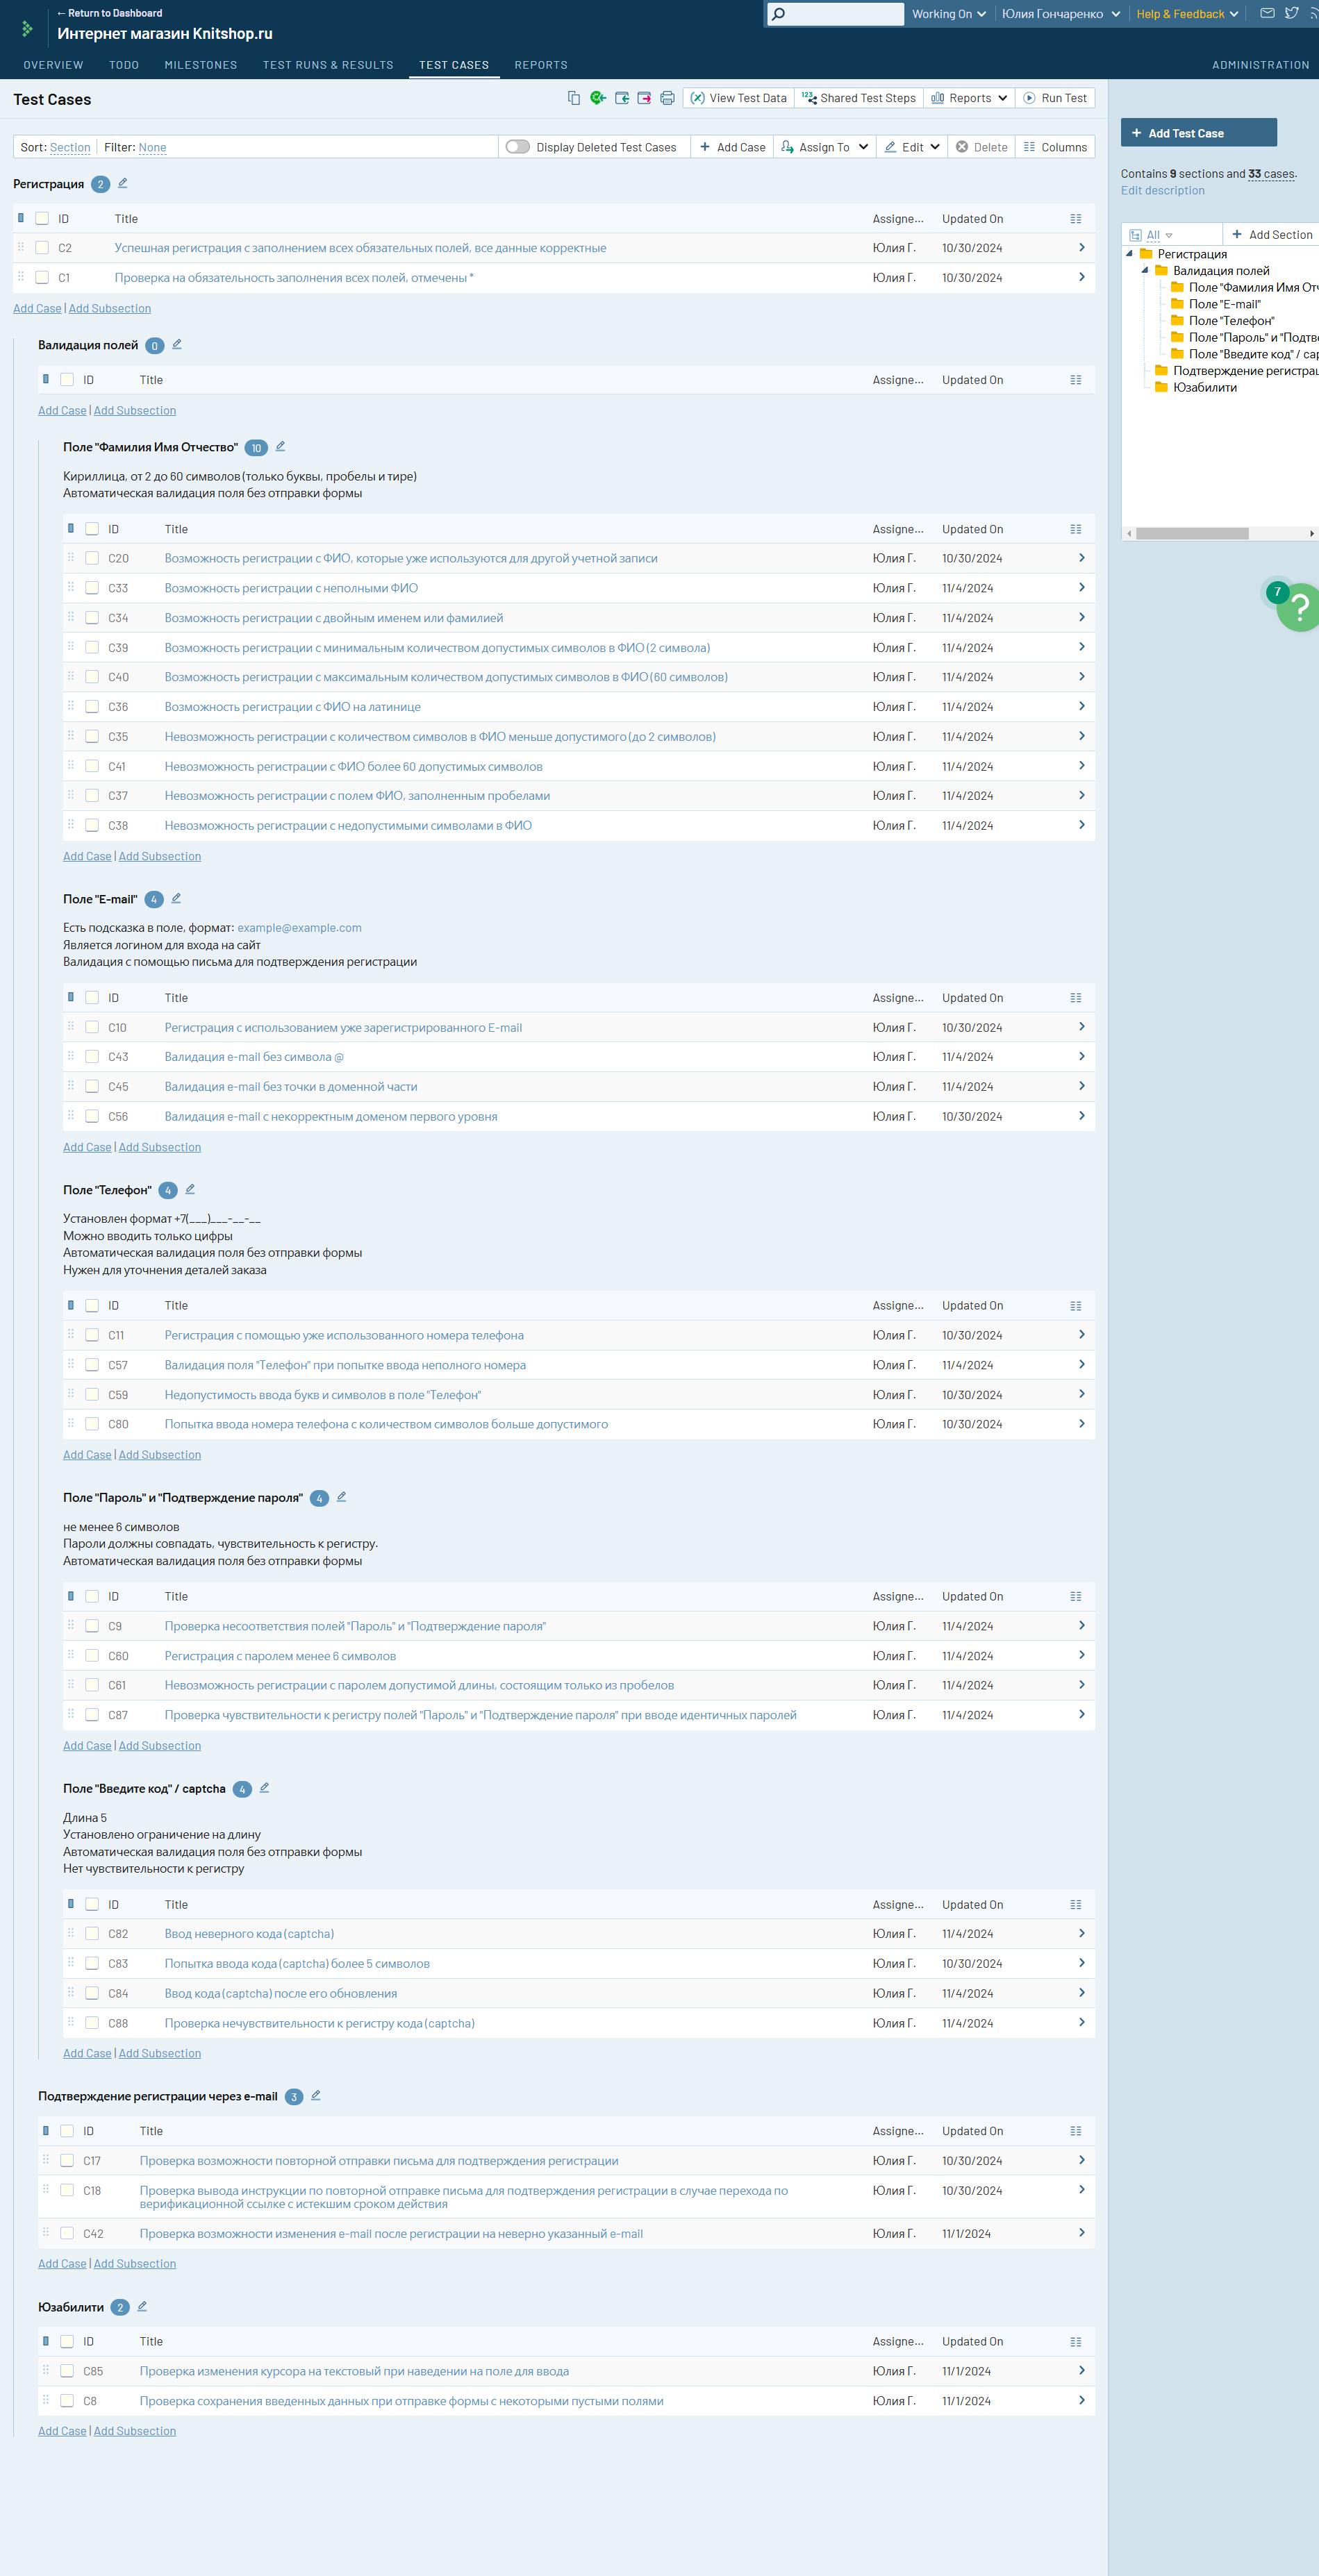 ← Return to Dashboard
Интернет магазин Knitshop.ru
Working On
Юлия Гончаренко
Help & Feedback
OVERVIEW TODO MILESTONES TEST RUNS & RESULTS TEST CASES REPORTS ADMINISTRATION
Test Cases
View Test Data
Shared Test Steps
Reports
Run Test
Sort: Section Filter: None
Display Deleted Test Cases
Add Case
Assign To
Edit
Delete
Columns
Регистрация 2
ID Title Assigne... Updated On
C2 Успешная регистрация с заполнением всех обязательных полей, все данные корректные Юлия Г. 10/30/2024
C1 Проверка на обязательность заполнения всех полей, отмечены * Юлия Г. 10/30/2024
Add Case | Add Subsection
Валидация полей 0
ID Title Assigne... Updated On
Add Case | Add Subsection
Поле "Фамилия Имя Отчество" 10
Кириллица, от 2 до 60 символов (только буквы, пробелы и тире)
Автоматическая валидация поля без отправки формы
ID Title Assigne... Updated On
C20 Возможность регистрации с ФИО, которые уже используются для другой учетной записи Юлия Г. 10/30/2024
C33 Возможность регистрации с неполными ФИО Юлия Г. 11/4/2024
C34 Возможность регистрации с двойным именем или фамилией Юлия Г. 11/4/2024
C39 Возможность регистрации с минимальным количеством допустимых символов в ФИО (2 символа) Юлия Г. 11/4/2024
C40 Возможность регистрации с максимальным количеством допустимых символов в ФИО (60 символов) Юлия Г. 11/4/2024
C36 Возможность регистрации с ФИО на латинице Юлия Г. 11/4/2024
C35 Невозможность регистрации с количеством символов в ФИО меньше допустимого (до 2 символов) Юлия Г. 11/4/2024
C41 Невозможность регистрации с ФИО более 60 допустимых символов Юлия Г. 11/4/2024
C37 Невозможность регистрации с полем ФИО, заполненным пробелами Юлия Г. 11/4/2024
C38 Невозможность регистрации с недопустимыми символами в ФИО Юлия Г. 11/4/2024
Add Case | Add Subsection
Поле "E-mail" 4
Есть подсказка в поле, формат: example@example.com
Является логином для входа на сайт
Валидация с помощью письма для подтверждения регистрации
ID Title Assigne... Updated On
C10 Регистрация с использованием уже зарегистрированного E-mail Юлия Г. 10/30/2024
C43 Валидация e-mail без символа @ Юлия Г. 11/4/2024
C45 Валидация e-mail без точки в доменной части Юлия Г. 11/4/2024
C56 Валидация e-mail с некорректным доменом первого уровня Юлия Г. 10/30/2024
Add Case | Add Subsection
Поле "Телефон" 4
Установлен формат +7(___)___-__-__
Можно вводить только цифры
Автоматическая валидация поля без отправки формы
Нужен для уточнения деталей заказа
ID Title Assigne... Updated On
C11 Регистрация с помощью уже использованного номера телефона Юлия Г. 10/30/2024
C57 Валидация поля "Телефон" при попытке ввода неполного номера Юлия Г. 11/4/2024
C59 Недопустимость ввода букв и символов в поле "Телефон" Юлия Г. 10/30/2024
C80 Попытка ввода номера телефона с количеством символов больше допустимого Юлия Г. 10/30/2024
Add Case | Add Subsection
Поле "Пароль" и "Подтверждение пароля" 4
не менее 6 символов
Пароли должны совпадать, чувствительность к регистру.
Автоматическая валидация поля без отправки формы
ID Title Assigne... Updated On
C9 Проверка несоответствия полей "Пароль" и "Подтверждение пароля" Юлия Г. 11/4/2024
C60 Регистрация с паролем менее 6 символов Юлия Г. 11/4/2024
C61 Невозможность регистрации с паролем допустимой длины, состоящим только из пробелов Юлия Г. 11/4/2024
C87 Проверка чувствительности к регистру полей "Пароль" и "Подтверждение пароля" при вводе идентичных паролей Юлия Г. 11/4/2024
Add Case | Add Subsection
Поле "Введите код" / captcha 4
Длина 5
Установлено ограничение на длину
Автоматическая валидация поля без отправки формы
Нет чувствительности к регистру
ID Title Assigne... Updated On
C82 Ввод неверного кода (captcha) Юлия Г. 11/4/2024
C83 Попытка ввода кода (captcha) более 5 символов Юлия Г. 10/30/2024
C84 Ввод кода (captcha) после его обновления Юлия Г. 11/4/2024
C88 Проверка нечувствительности к регистру кода (captcha) Юлия Г. 11/4/2024
Add Case | Add Subsection
Подтверждение регистрации через e-mail 3
ID Title Assigne... Updated On
C17 Проверка возможности повторной отправки письма для подтверждения регистрации Юлия Г. 10/30/2024
C18 Проверка вывода инструкции по повторной отправке письма для подтверждения регистрации в случае перехода по Юлия Г. 10/30/2024
верификационной ссылке с истекшим сроком действия
C42 Проверка возможности изменения e-mail после регистрации на неверно указанный e-mail Юлия Г. 11/1/2024
Add Case | Add Subsection
Юзабилити 2
ID Title Assigne... Updated On
C85 Проверка изменения курсора на текстовый при наведении на поле для ввода Юлия Г. 11/1/2024
C8 Проверка сохранения введенных данных при отправке формы с некоторыми пустыми полями Юлия Г. 11/1/2024
Add Case | Add Subsection
+ Add Test Case
Contains 9 sections and 33 cases.
Edit description
All
+ Add Section
Регистрация
Валидация полей
Поле "Фамилия Имя От
Поле "E-mail"
Поле "Телефон"
Поле "Пароль" и "Подтв
Поле "Введите код" / cap
Подтверждение регистрац
Юзабилити
7
?